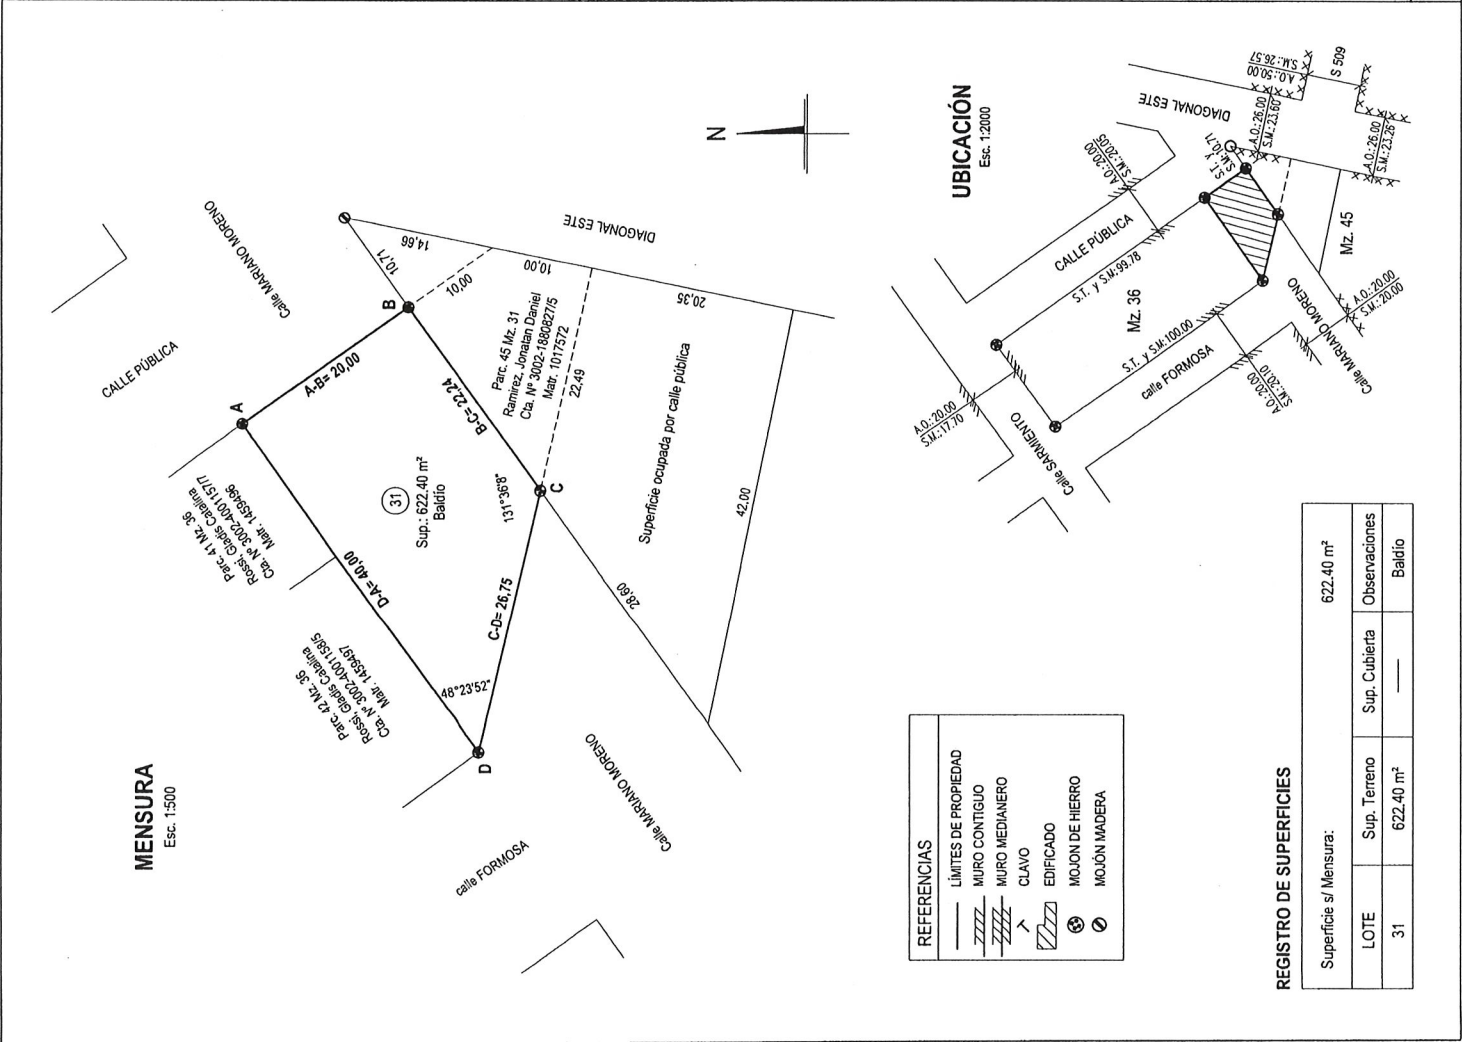 MENSURA
Esc. 1:500
CALLE PÚBLICA
Calle MARIANO MORENO
Parc. 41 Mz. 36
Rossi, Gladis Catalina
Cta. Nº 3002-4001157/7
Matr. 1459496
Parc. 42 Mz. 36
Rossi, Gladis Catalina
Cta. Nº 3002-4001158/5
Matr. 1459497
A
B
C
D
A-B= 20,00
B-C= 22,24
C-D= 26,75
D-A= 40,00
31
Sup.: 622.40 m²
Baldío
131°36'8"
48°23'52"
10,71
14,66
10,00
10,00
20,35
22,49
28,60
42,00
DIAGONAL ESTE
Parc. 45 Mz. 31
Ramirez, Jonatan Daniel
Cta. Nº 3002-1880827/5
Matr. 1017572
Superficie ocupada por calle pública
Calle MARIANO MORENO
calle FORMOSA
N
UBICACIÓN
Esc. 1:2000
DIAGONAL ESTE
A.O.:50.00
S.M.: 26.57
S 509
A.O.:26.00
S.M.:23.60
A.O.:26.00
S.M.:23.26
A.O.:20.00
S.M.:20.05
S.T. y
S.M:10.71
CALLE PÚBLICA
S.T. y S.M:99.78
Mz. 36
Mz. 45
S.T. y S.M:100.00
calle FORMOSA
Calle MARIANO MORENO
A.O.:20.00
S.M.:20.00
A.O.:20.00
S.M.:20.10
A.O.:20.00
S.M.:17.70
Calle SARMIENTO
REFERENCIAS
LÍMITES DE PROPIEDAD
MURO CONTIGUO
MURO MEDIANERO
CLAVO
EDIFICADO
MOJON DE HIERRO
MOJÓN MADERA
REGISTRO DE SUPERFICIES
Superficie s/ Mensura: 622.40 m²
LOTE Sup. Terreno Sup. Cubierta Observaciones
31 622.40 m² —— Baldío